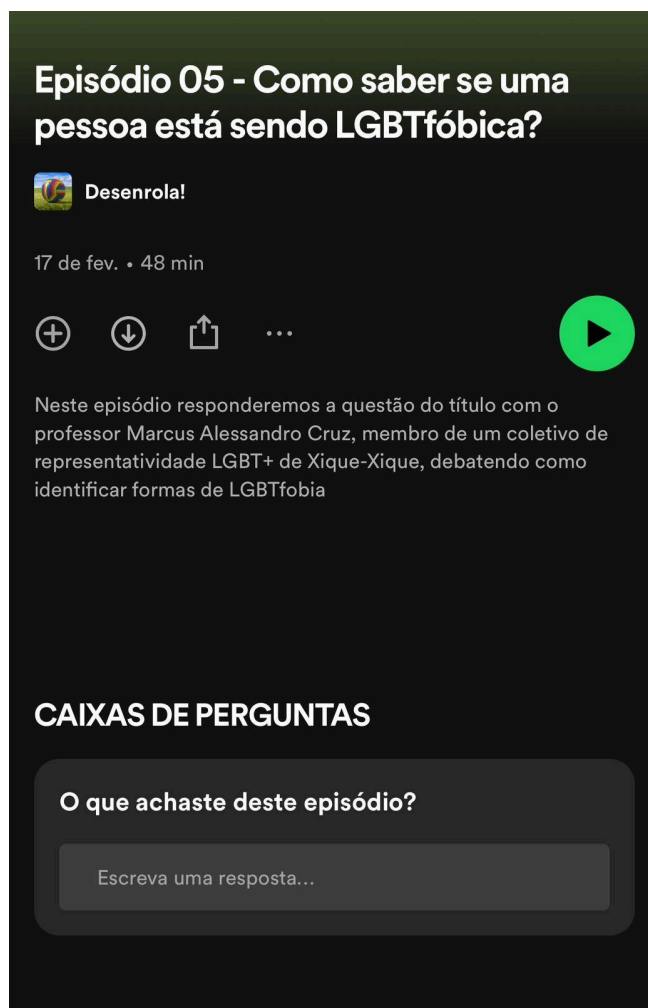 Episódio 05 - Como saber se uma
pessoa está sendo LGBTfóbica?
Desenrola!
17 de fev. • 48 min
Neste episódio responderemos a questão do título com o
professor Marcus Alessandro Cruz, membro de um coletivo de
representatividade LGBT+ de Xique-Xique, debatendo como
identificar formas de LGBTfobia
CAIXAS DE PERGUNTAS
O que achaste deste episódio?
Escreva uma resposta...